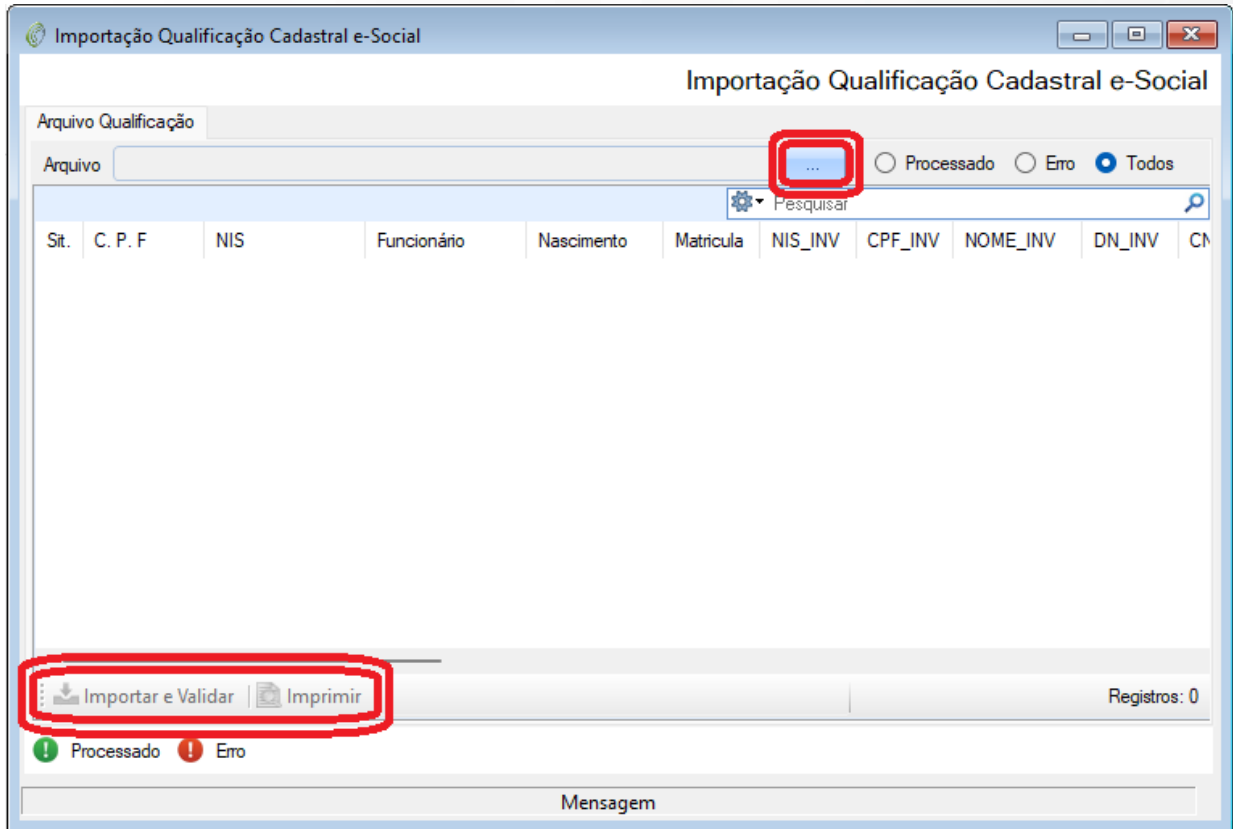 Importação Qualificação Cadastral e-Social
Importação Qualificação Cadastral e-Social
Arquivo Qualificação
Arquivo ... Processado Erro Todos
Pesquisar
Sit. C. P. F NIS Funcionário Nascimento Matricula NIS_INV CPF_INV NOME_INV DN_INV CN
Importar e Validar Imprimir Registros: 0
Processado Erro
Mensagem